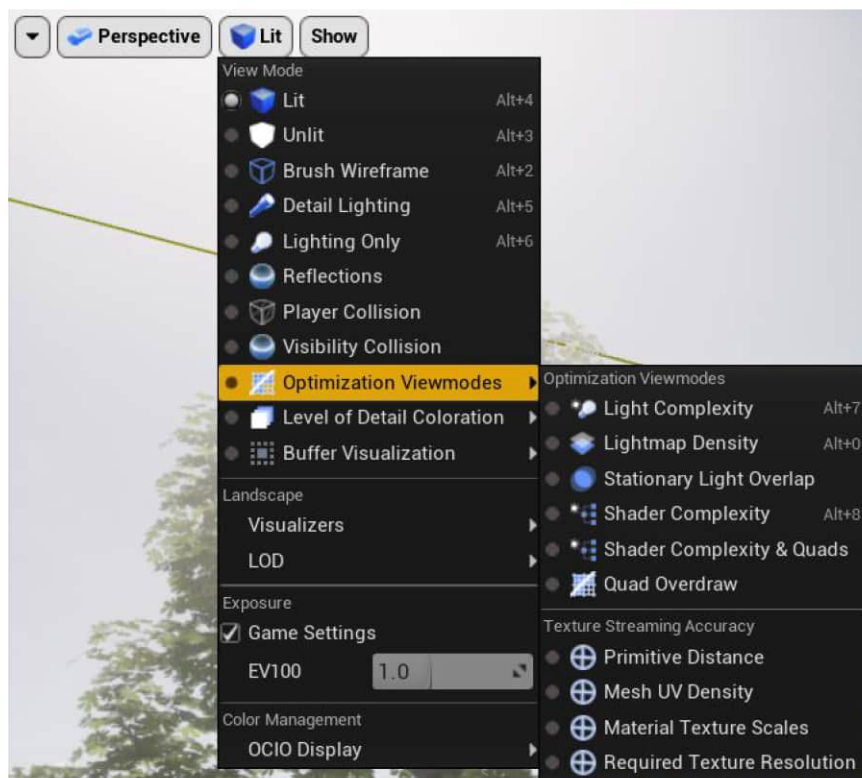 Perspective
Lit
Show
View Mode
Lit Alt+4
Unlit Alt+3
Brush Wireframe Alt+2
Detail Lighting Alt+5
Lighting Only Alt+6
Reflections
Player Collision
Visibility Collision
Optimization Viewmodes
Level of Detail Coloration
Buffer Visualization
Landscape
Visualizers
LOD
Exposure
Game Settings
EV100 1.0
Color Management
OCIO Display
Optimization Viewmodes
Light Complexity Alt+7
Lightmap Density Alt+0
Stationary Light Overlap
Shader Complexity Alt+8
Shader Complexity & Quads
Quad Overdraw
Texture Streaming Accuracy
Primitive Distance
Mesh UV Density
Material Texture Scales
Required Texture Resolution